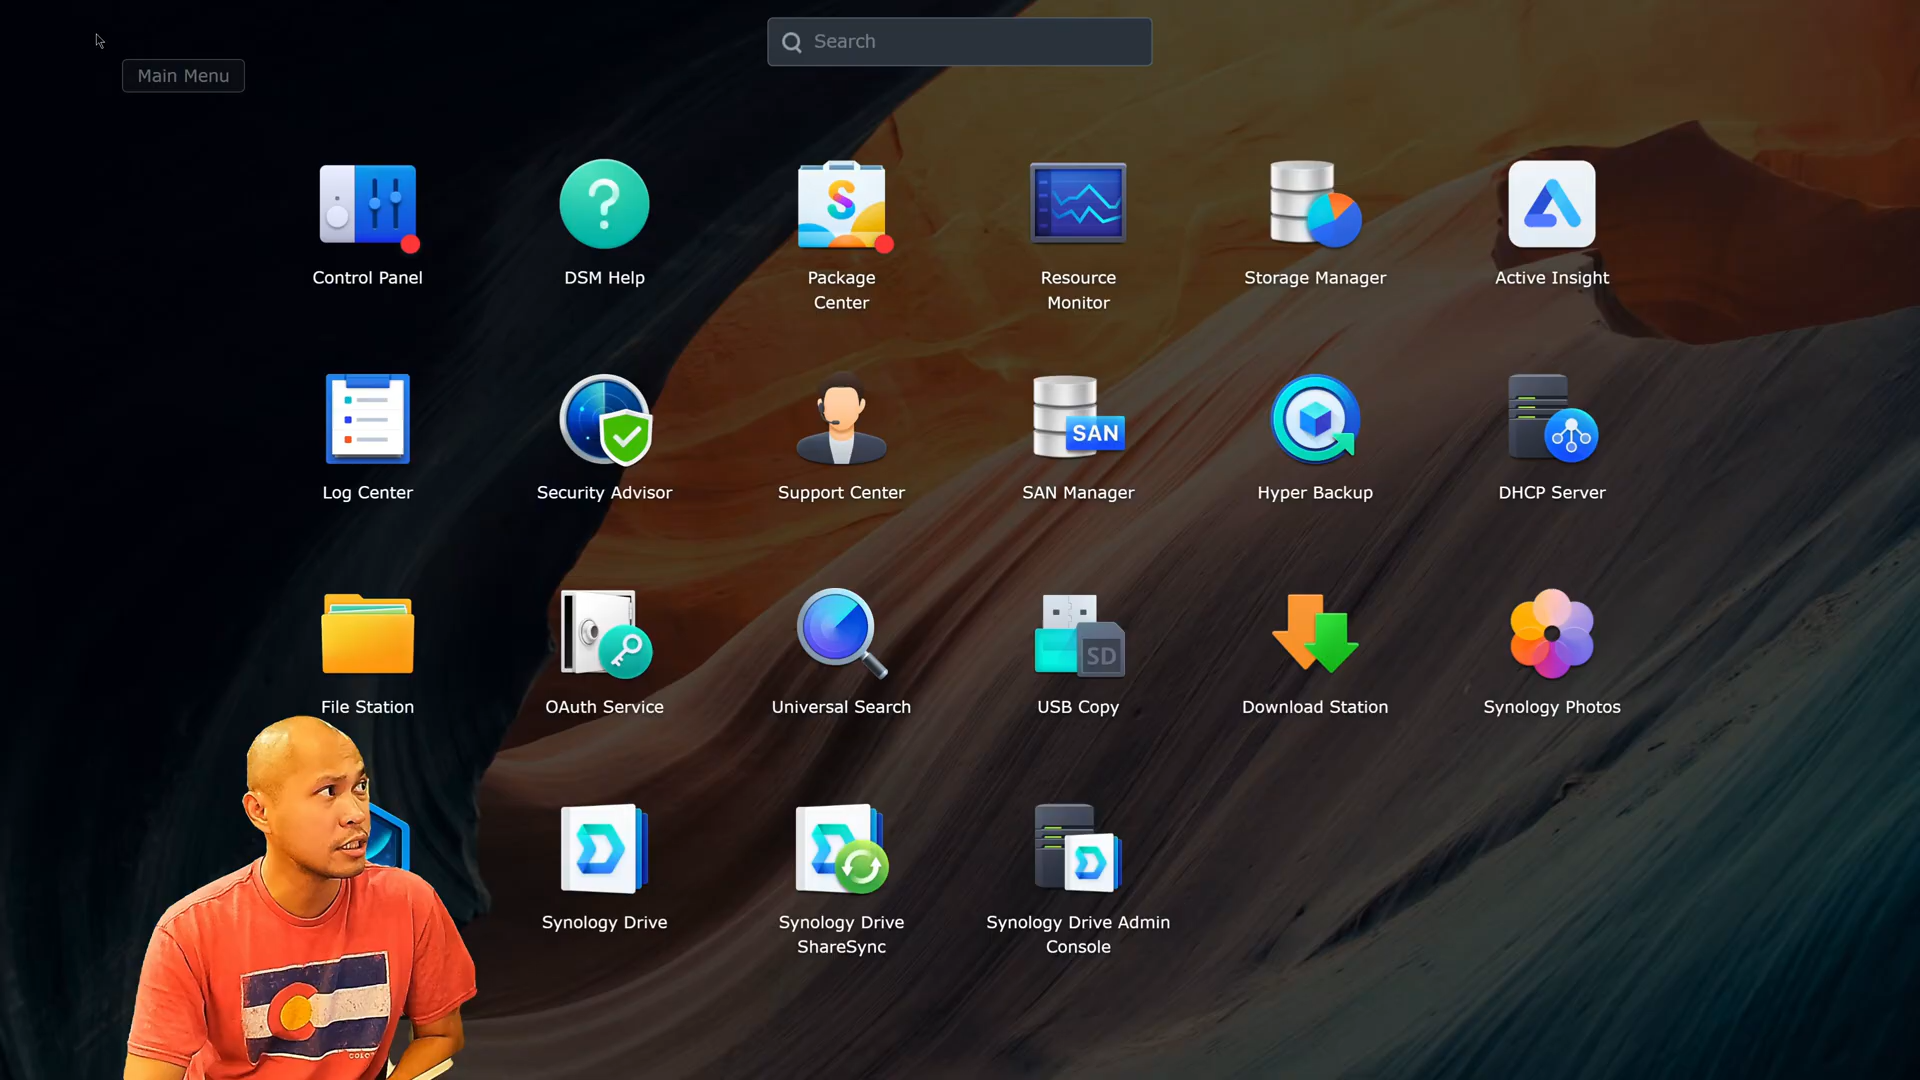 Search
Main Menu
Control Panel
DSM Help
Package
Center
Resource
Monitor
Storage Manager
Active Insight
Log Center
Security Advisor
Support Center
SAN
SAN Manager
Hyper Backup
DHCP Server
File Station
OAuth Service
Universal Search
SD
USB Copy
Download Station
Synology Photos
Synology Drive
Synology Drive
ShareSync
Synology Drive Admin
Console